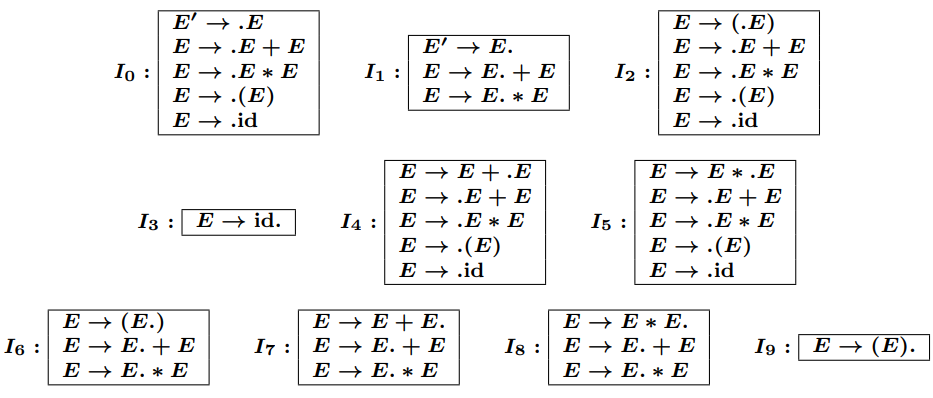 I₀ :
E′ → .E
E → .E + E
E → .E ∗ E
E → .(E)
E → .id
I₁ :
E′ → E.
E → E. + E
E → E. ∗ E
I₂ :
E → (.E)
E → .E + E
E → .E ∗ E
E → .(E)
E → .id
I₃ :
E → id.
I₄ :
E → E + .E
E → .E + E
E → .E ∗ E
E → .(E)
E → .id
I₅ :
E → E ∗ .E
E → .E + E
E → .E ∗ E
E → .(E)
E → .id
I₆ :
E → (E.)
E → E. + E
E → E. ∗ E
I₇ :
E → E + E.
E → E. + E
E → E. ∗ E
I₈ :
E → E ∗ E.
E → E. + E
E → E. ∗ E
I₉ :
E → (E).